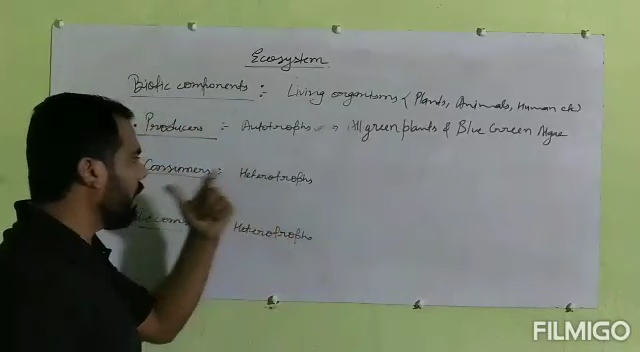 Ecosystem
Biotic components :- Living organisms (Plants, Animals, Human etc)
• Producers :- Autotrophs → All green plants & Blue Green Algae
Consumers :- Heterotrophs
Heterotrophs
FILMIGO